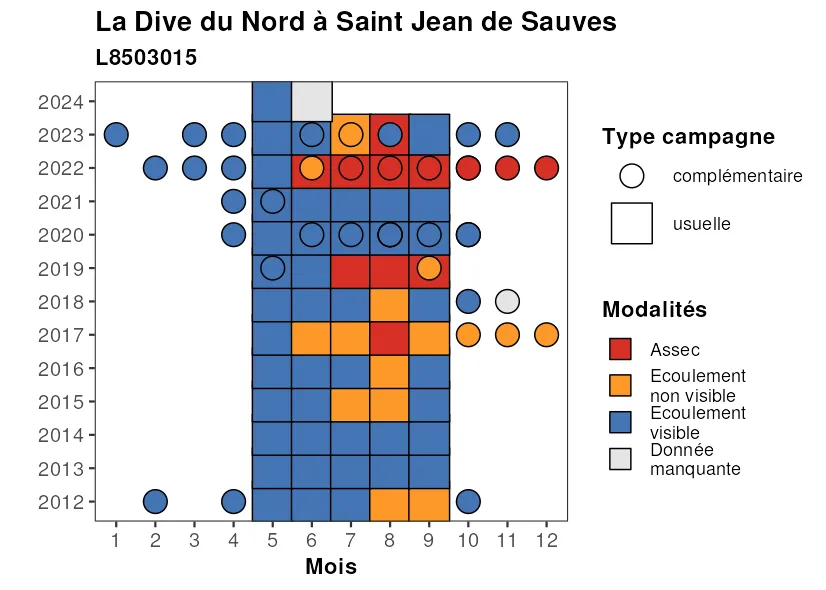 La Dive du Nord à Saint Jean de Sauves
L8503015
2024
2023
2022
2021
2020
2019
2018
2017
2016
2015
2014
2013
2012
1 2 3 4 5 6 7 8 9 10 11 12
Mois
Type campagne
complémentaire
usuelle
Modalités
Assec
Ecoulement
non visible
Ecoulement
visible
Donnée
manquante